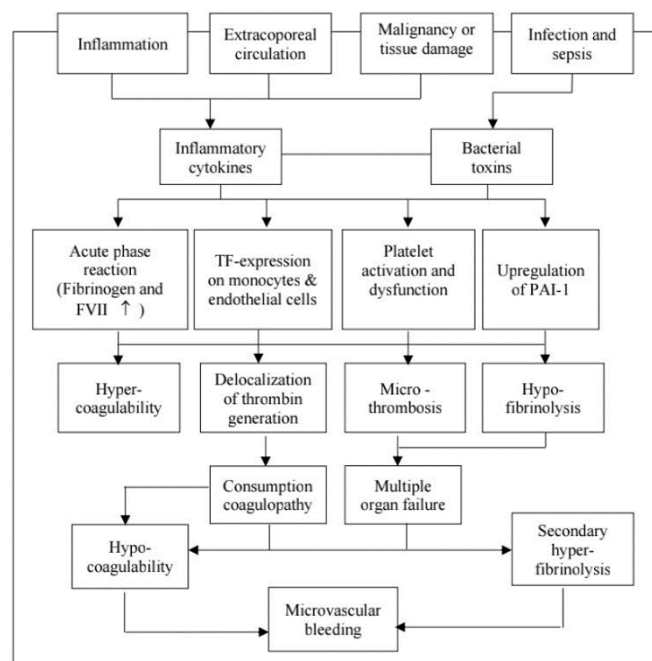 Inflammation
Extracoporeal
circulation
Malignancy or
tissue damage
Infection and
sepsis
Inflammatory
cytokines
Bacterial
toxins
Acute phase
reaction
(Fibrinogen and
FVII ↑ )
TF-expression
on monocytes &
endothelial cells
Platelet
activation and
dysfunction
Upregulation
of PAI-1
Hyper-
coagulability
Delocalization
of thrombin
generation
Micro -
thrombosis
Hypo-
fibrinolysis
Consumption
coagulopathy
Multiple
organ failure
Hypo-
coagulability
Secondary
hyper-
fibrinolysis
Microvascular
bleeding